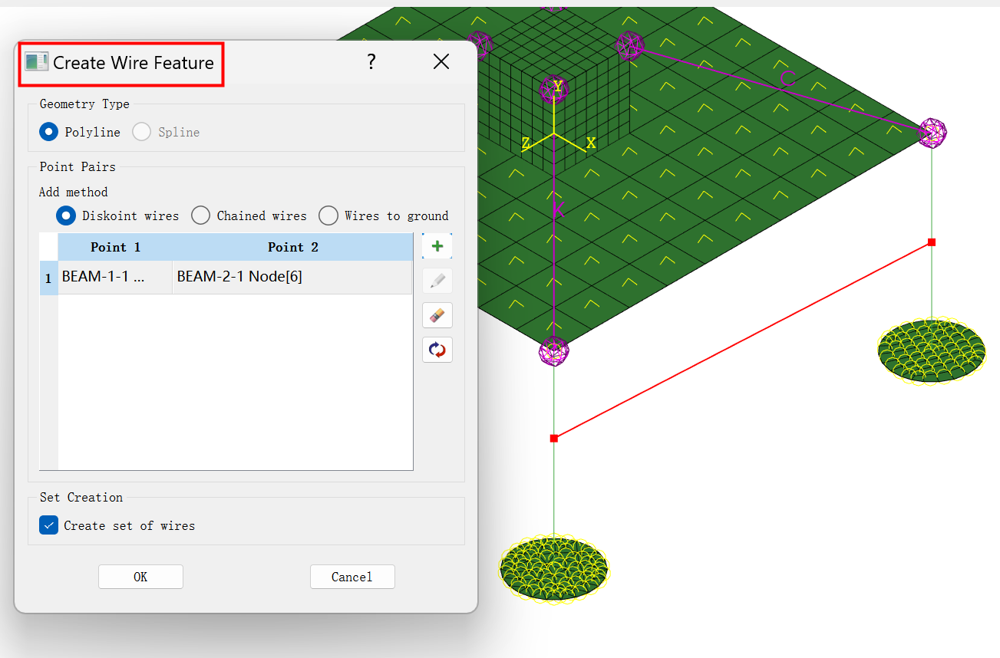 Create Wire Feature
?
Geometry Type
Polyline
Spline
Point Pairs
Add method
Diskoint wires
Chained wires
Wires to ground
Point 1
Point 2
1
BEAM-1-1 ...
BEAM-2-1 Node[6]
Set Creation
Create set of wires
OK
Cancel
C
Y
Z
X
K